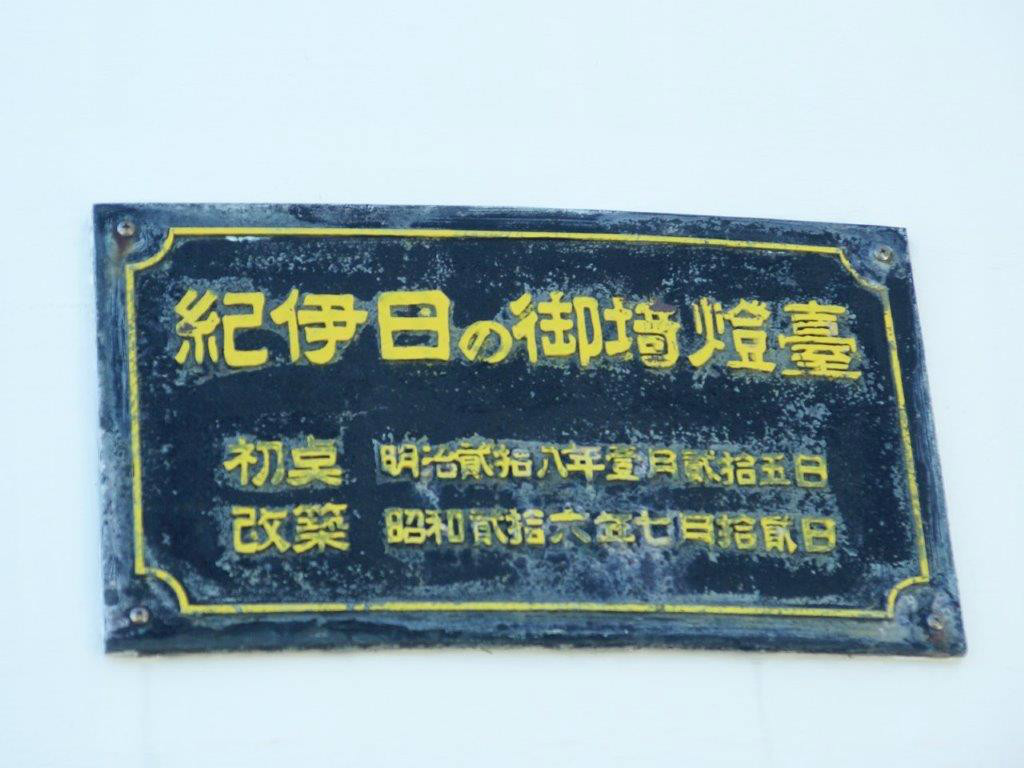 紀伊日の御埼燈臺
初点 明治貳拾八年壹月貳拾五日
改築 昭和貳拾六年七月拾貳日